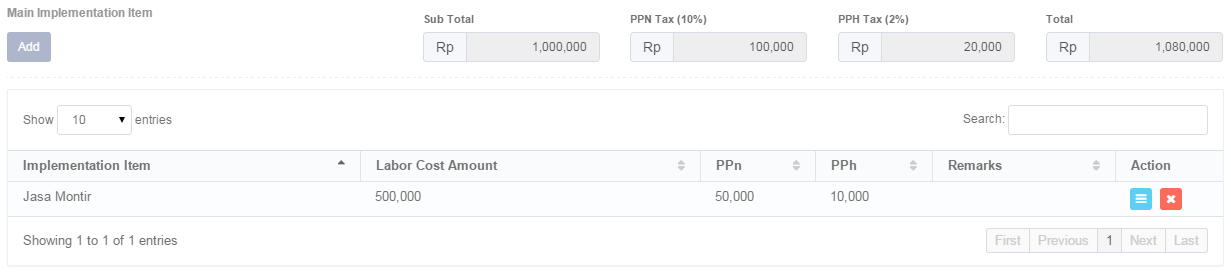 Main Implementation Item
Sub Total PPN Tax (10%) PPH Tax (2%) Total
Add Rp 1,000,000 Rp 100,000 Rp 20,000 Rp 1,080,000
Show 10 entries Search:
Implementation Item Labor Cost Amount PPn PPh Remarks Action
Jasa Montir 500,000 50,000 10,000
Showing 1 to 1 of 1 entries First Previous 1 Next Last